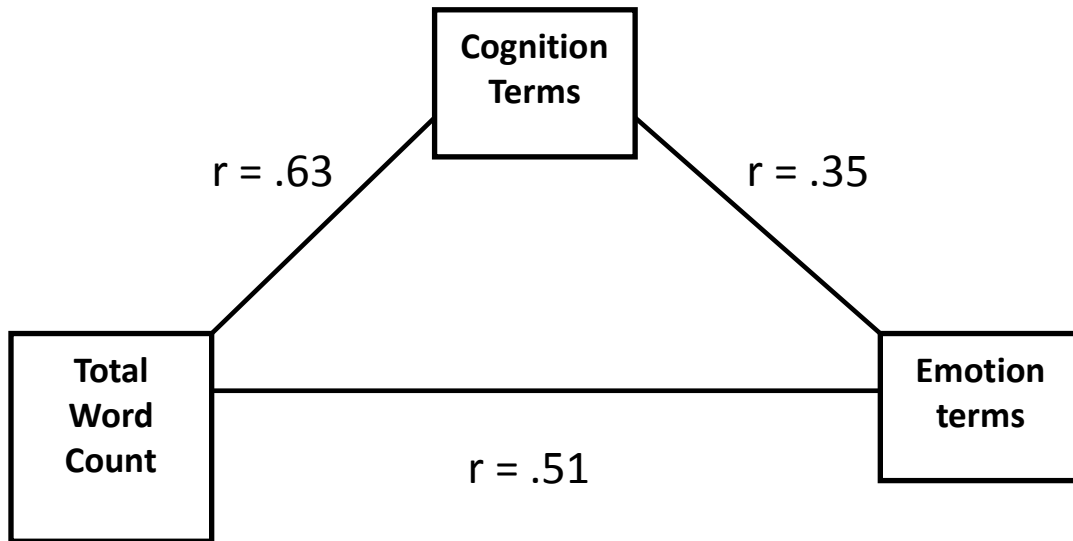 Cognition
Terms
r = .63
r = .35
Total
Word
Count
Emotion
terms
r = .51